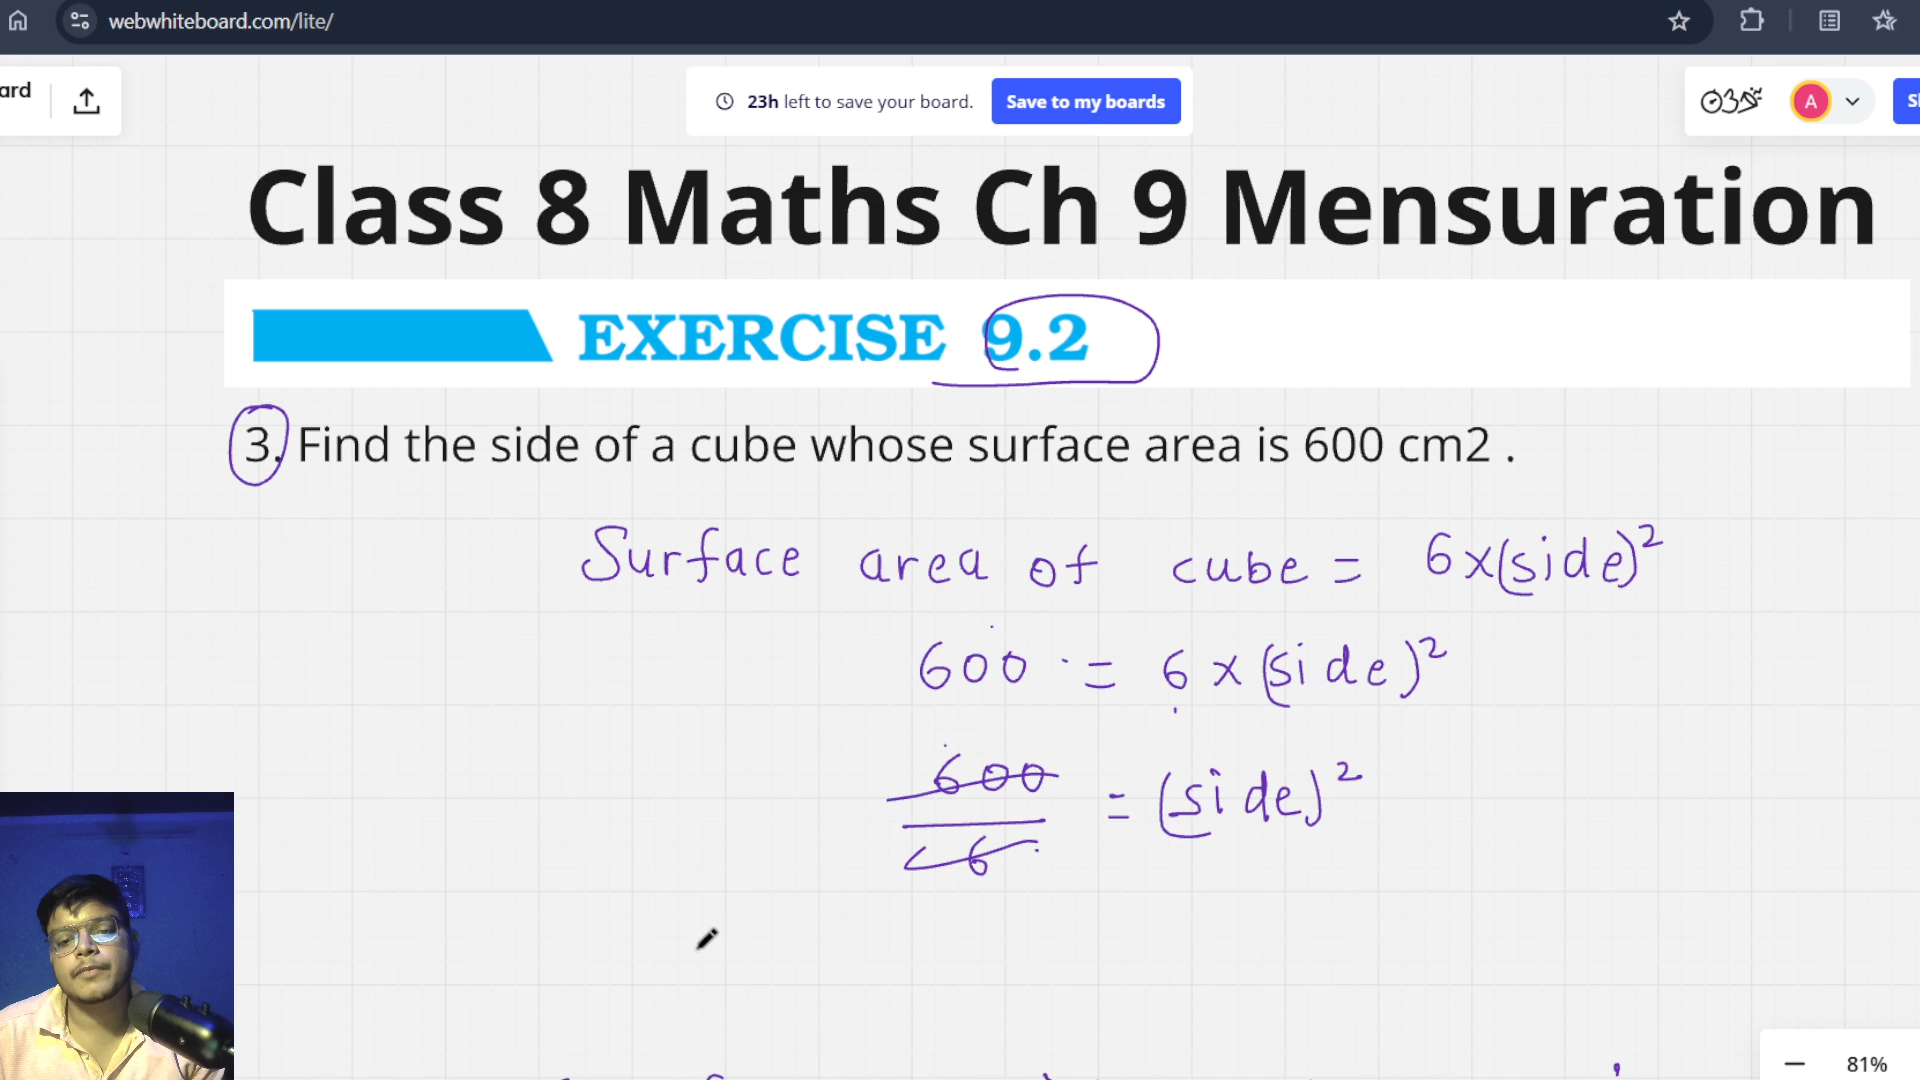 webwhiteboard.com/lite/
ard
23h left to save your board.
Save to my boards
A
Class 8 Maths Ch 9 Mensuration
EXERCISE 9.2
3. Find the side of a cube whose surface area is 600 cm2 .
Surface area of cube = 6x(side)²
600 = 6 x (side)²
600
6
= (side)²
81%